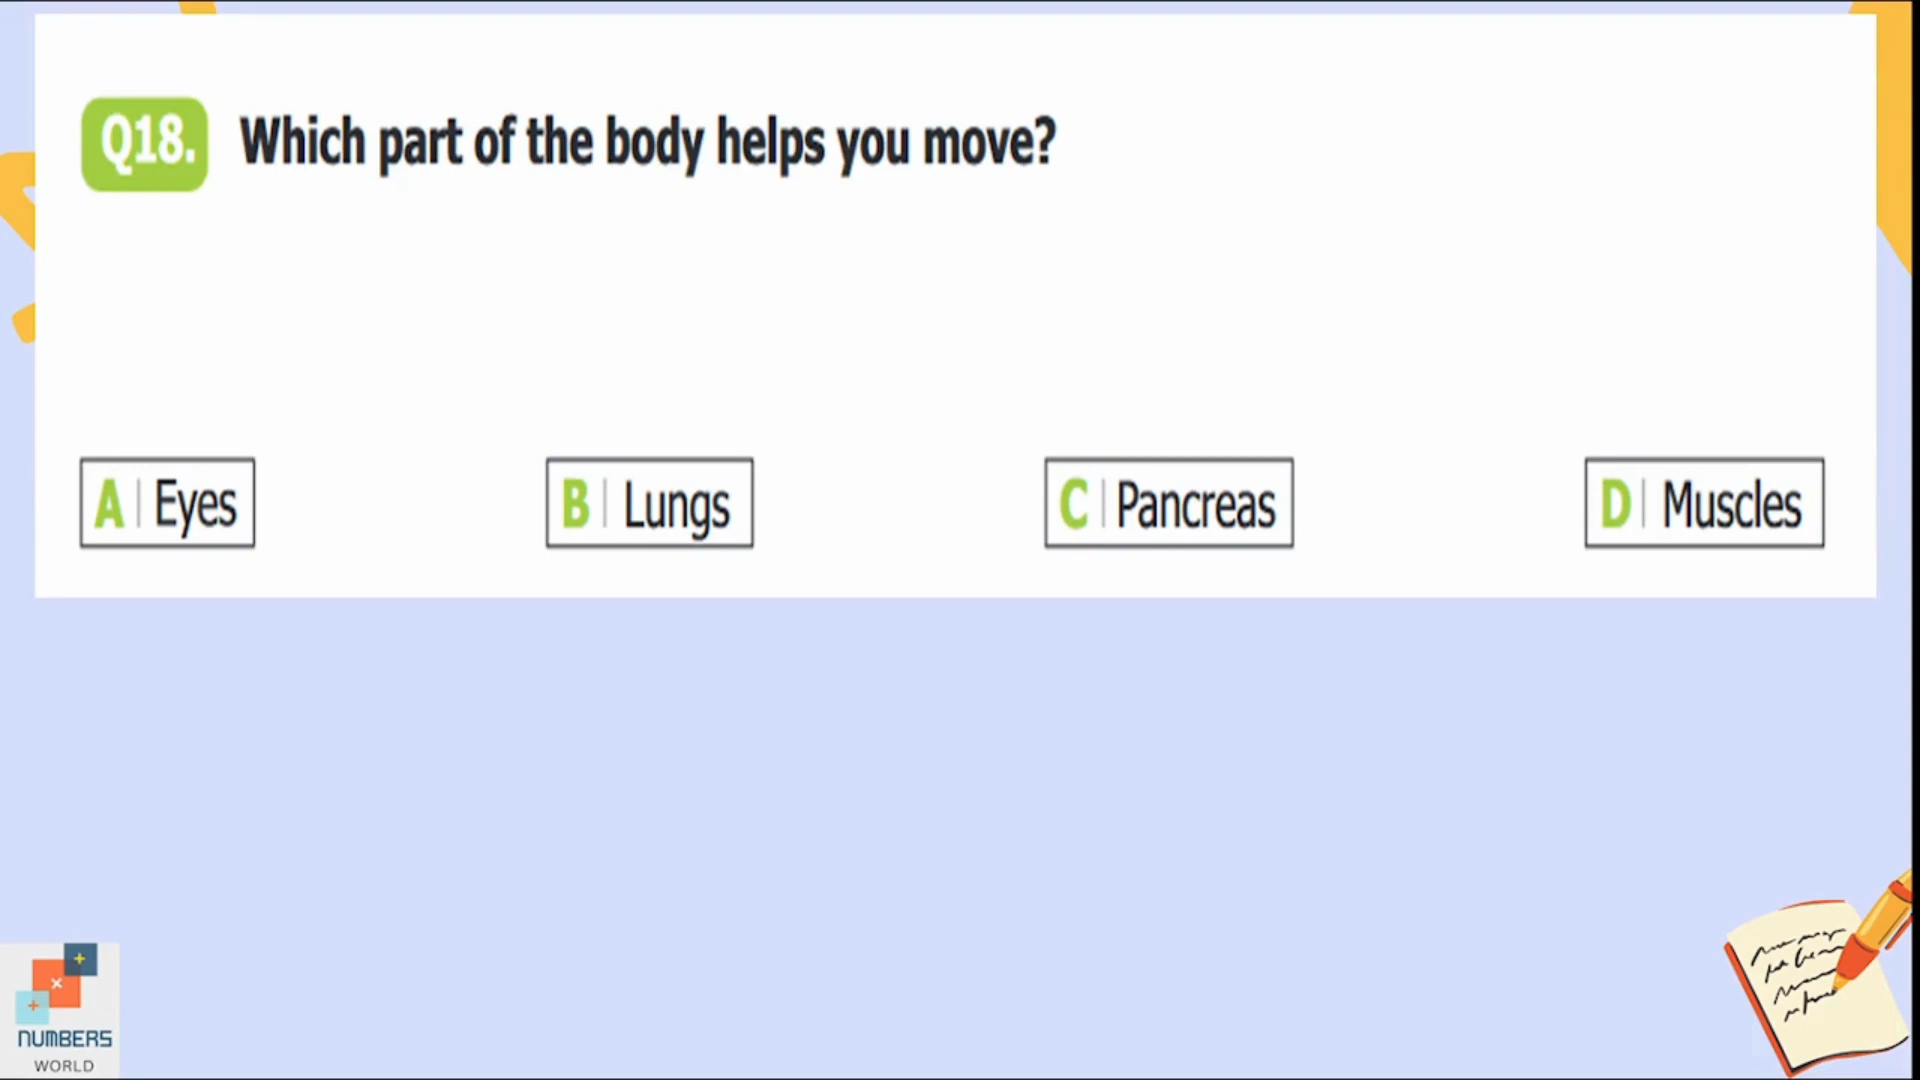 Q18. Which part of the body helps you move?
A Eyes
B Lungs
C Pancreas
D Muscles
NUMBERS
WORLD